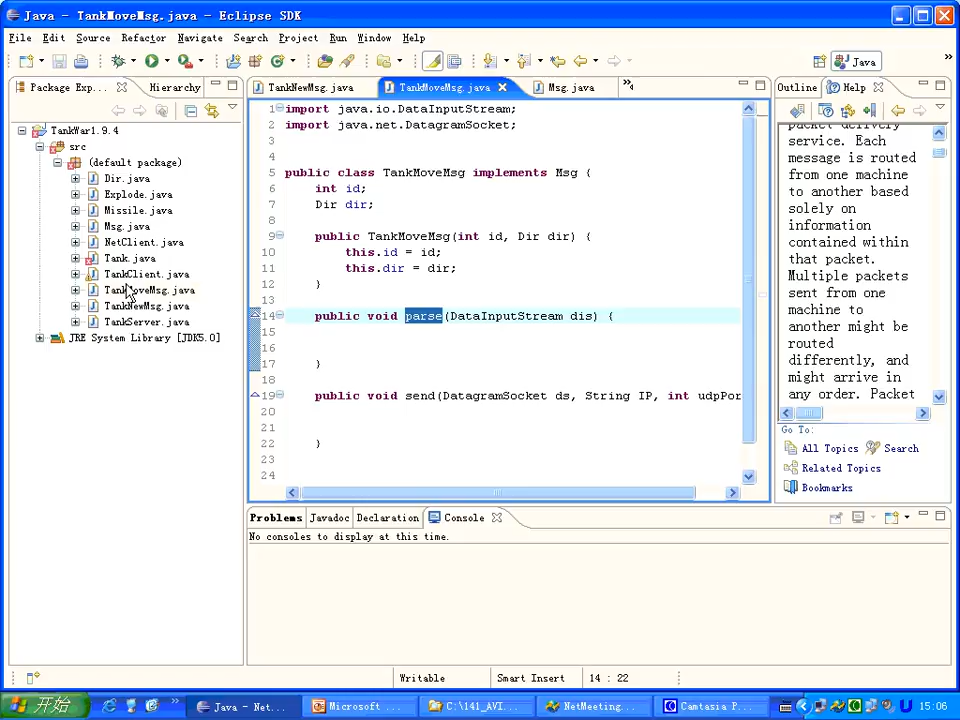 Java - TankMoveMsg.java - Eclipse SDK
File Edit Source Refactor Navigate Search Project Run Window Help
Java
Package Exp... Hierarchy
TankNewMsg.java TankMoveMsg.java Msg.java »4
Outline Help
TankWar1.9.4
src
(default package)
Dir.java
Explode.java
Missile.java
Msg.java
NetClient.java
Tank.java
TankClient.java
TankMoveMsg.java
TankNewMsg.java
TankServer.java
JRE System Library [JDK5.0]
1 import java.io.DataInputStream;
2 import java.net.DatagramSocket;
3
4
5 public class TankMoveMsg implements Msg {
6 int id;
7 Dir dir;
8
9 public TankMoveMsg(int id, Dir dir) {
10 this.id = id;
11 this.dir = dir;
12 }
13
14 public void parse(DataInputStream dis) {
15
16
17 }
18
19 public void send(DatagramSocket ds, String IP, int udpPor
20
21
22 }
23
24
packet delivery
service. Each
message is routed
from one machine
to another based
solely on
information
contained within
that packet.
Multiple packets
sent from one
machine to
another might be
routed
differently, and
might arrive in
any order. Packet
Go To:
All Topics Search
Related Topics
Bookmarks
Problems Javadoc Declaration Console
No consoles to display at this time.
Writable Smart Insert 14 : 22
开始 Java - Net... Microsoft ... C:\141_AVI... NetMeeting... Camtasia P... 15:06